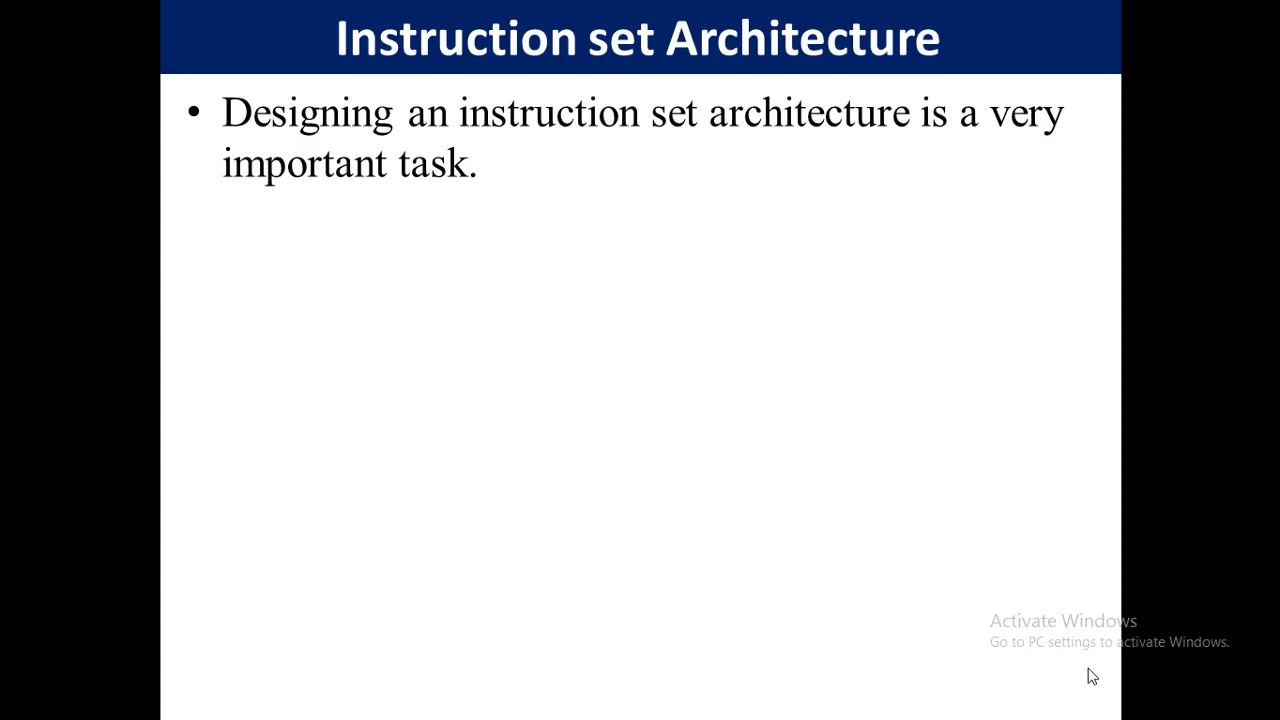 Instruction set Architecture
• Designing an instruction set architecture is a very
important task.
Activate Windows
Go to PC settings to activate Windows.